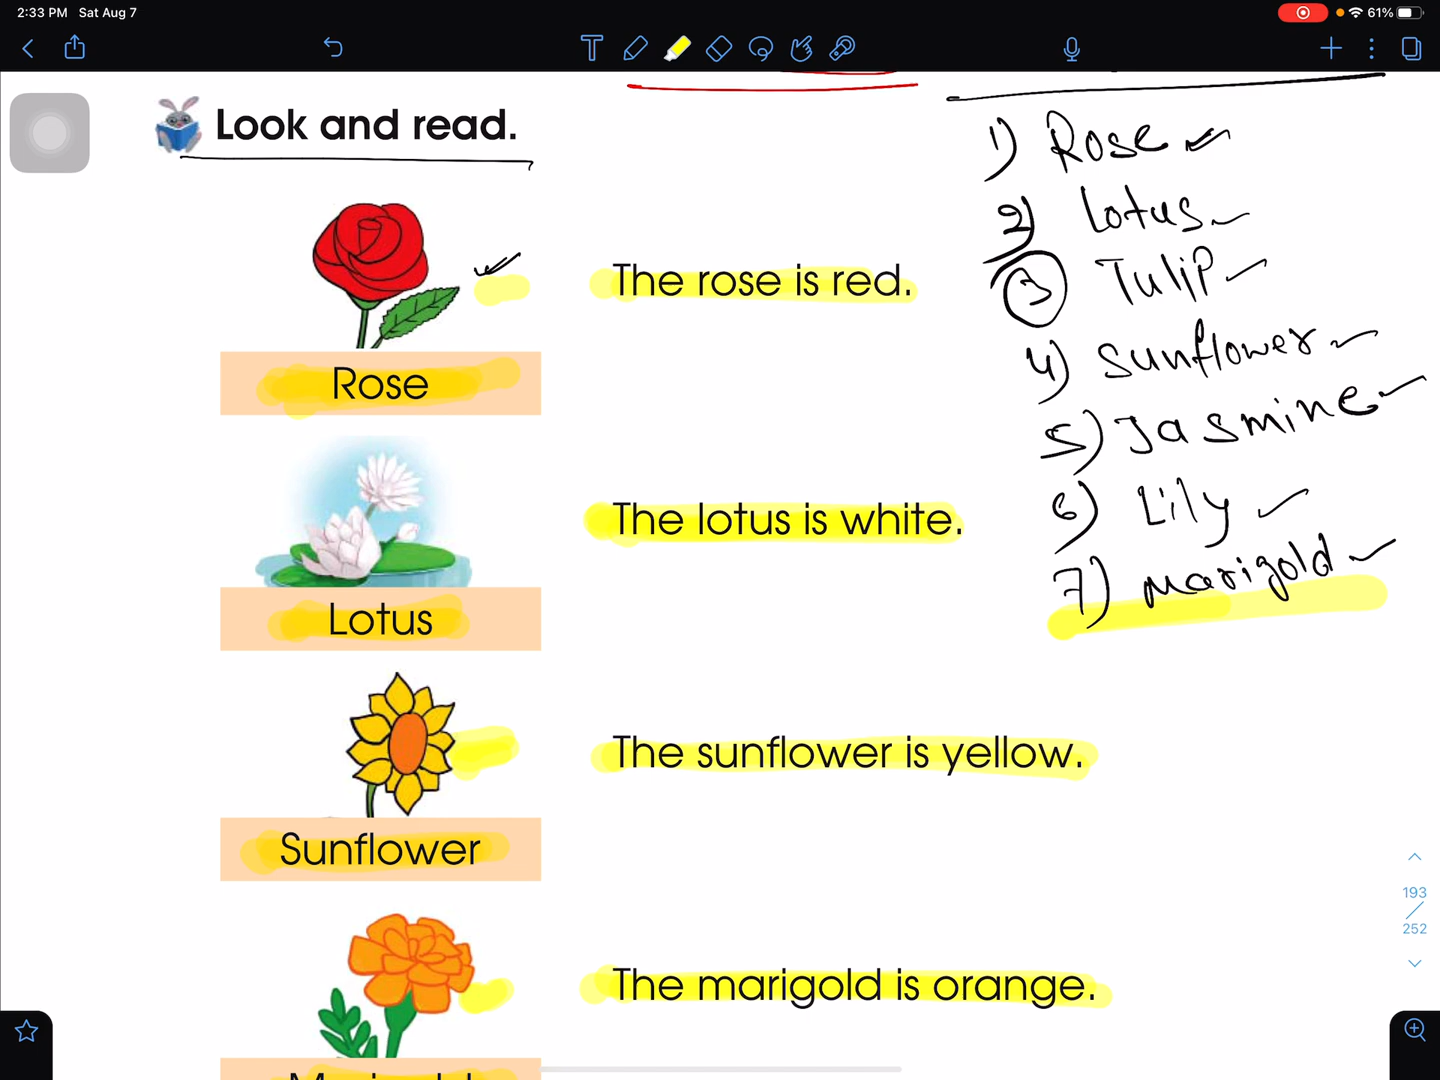 2:33 PM Sat Aug 7
61%
Look and read.
The rose is red.
Rose
The lotus is white.
Lotus
The sunflower is yellow.
Sunflower
The marigold is orange.
1) Rose
2) Lotus
3 Tulip
4) Sunflower
5) Jasmine
6) Lily
7) Marigold
193
252